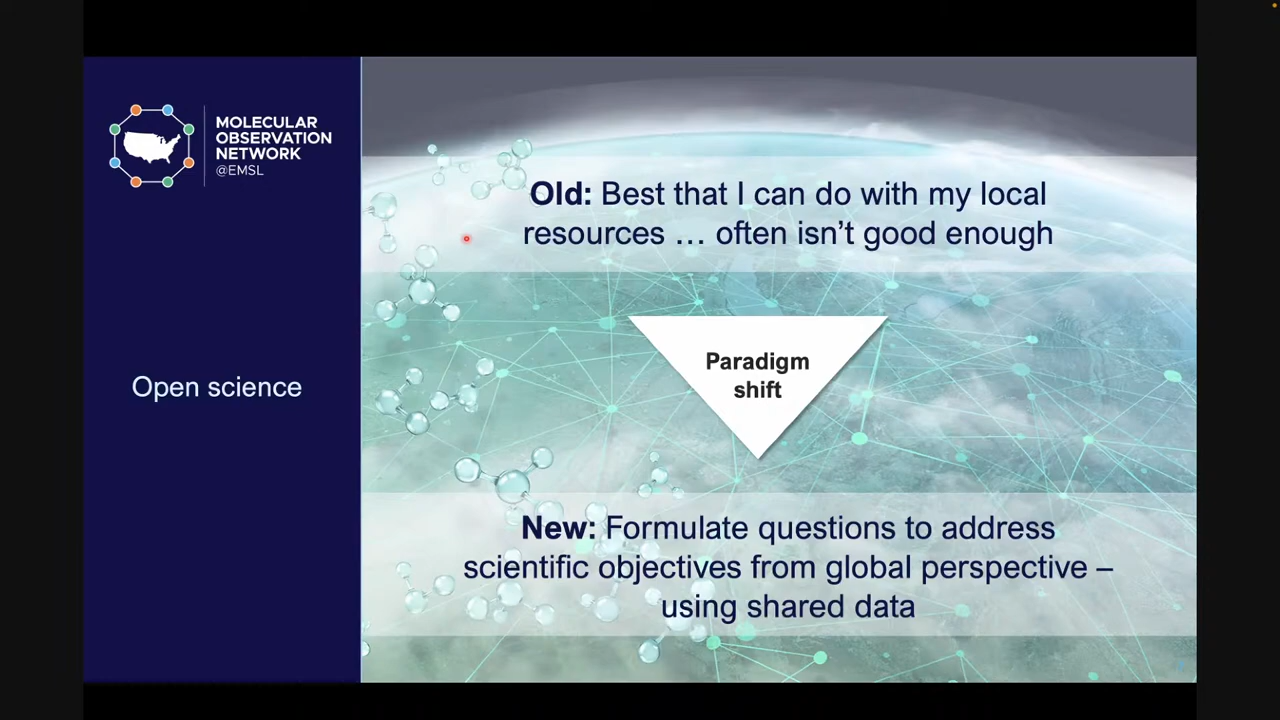 MOLECULAR
OBSERVATION
NETWORK
@EMSL
Open science
Old: Best that I can do with my local
resources … often isn’t good enough
Paradigm
shift
New: Formulate questions to address
scientific objectives from global perspective –
using shared data